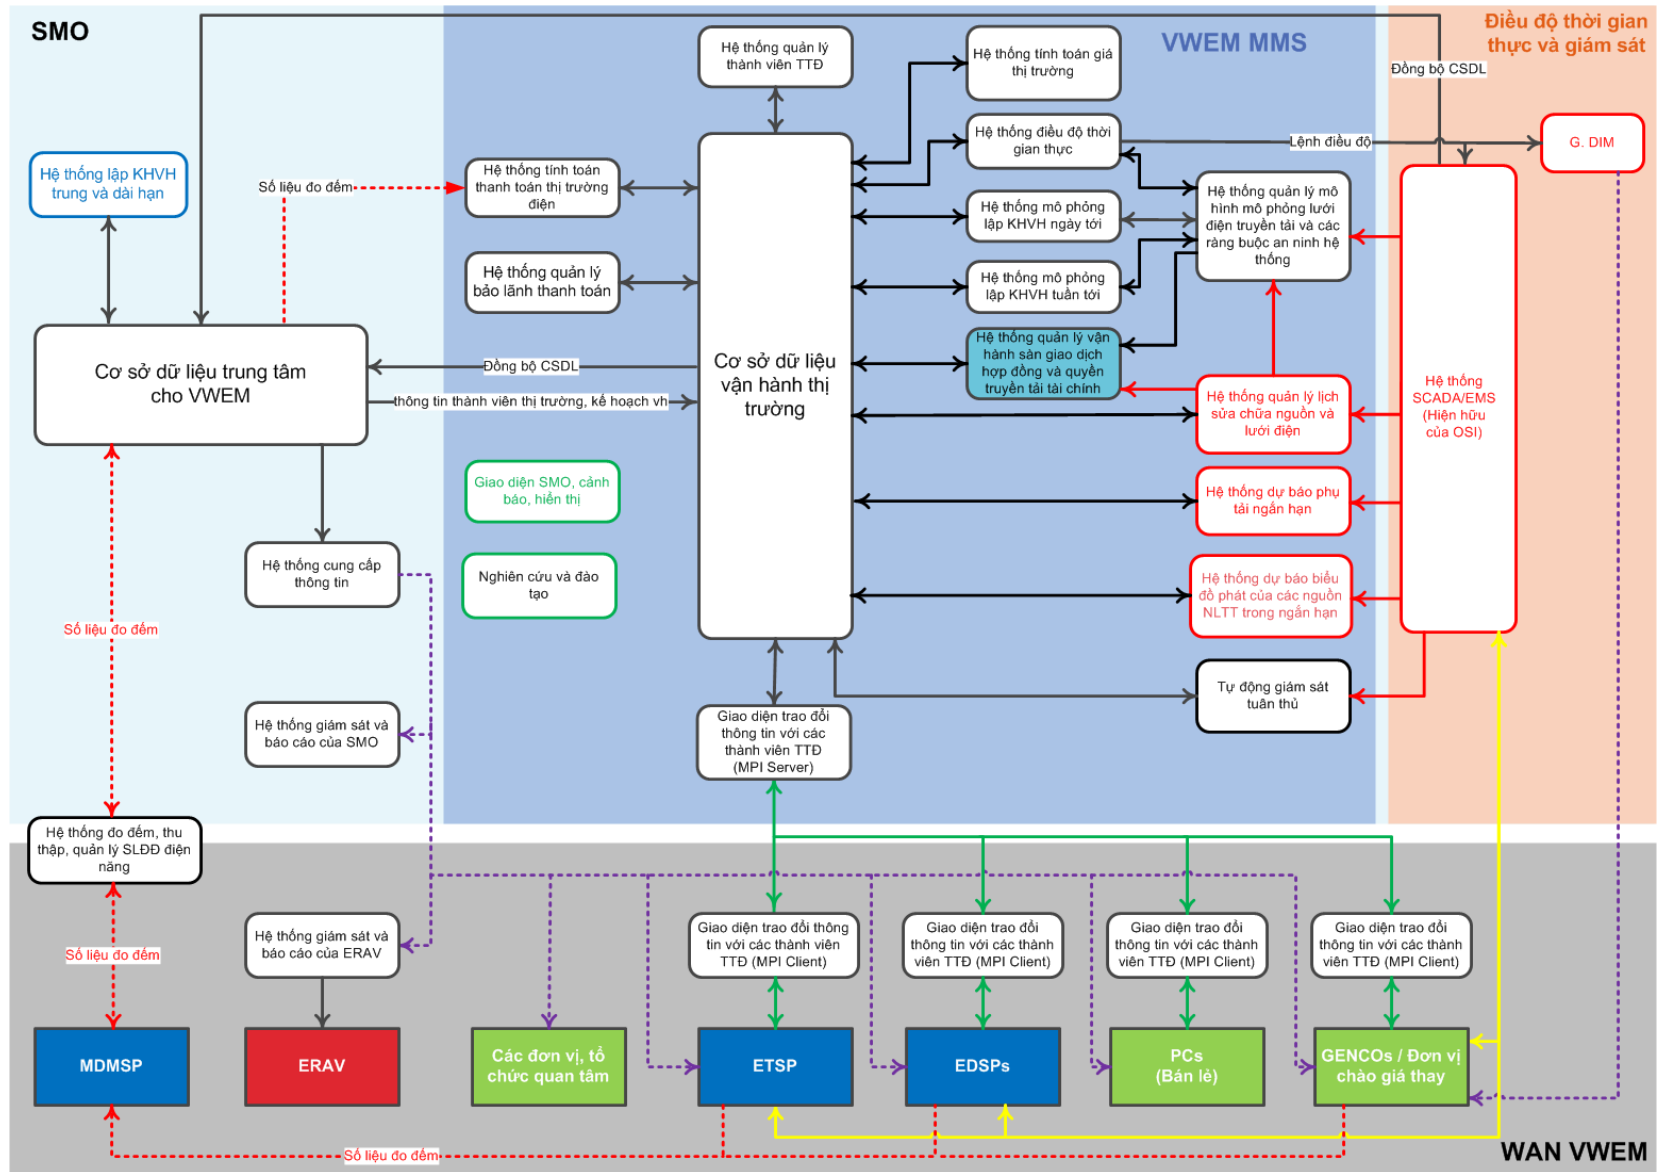 SMO
VWEM MMS
Điều độ thời gian
thực và giám sát
Hệ thống quản lý
thành viên TTĐ
Hệ thống tính toán giá
thị trường
Đồng bộ CSDL
Hệ thống lập KHVH
trung và dài hạn
Số liệu đo đếm
Hệ thống tính toán
thanh toán thị trường
điện
Hệ thống điều độ thời
gian thực
Lệnh điều độ
G. DIM
Hệ thống mô phỏng
lập KHVH ngày tới
Hệ thống quản lý mô
hình mô phỏng lưới
điện truyền tải và các
ràng buộc an ninh hệ
thống
Hệ thống quản lý
bảo lãnh thanh toán
Hệ thống mô phỏng
lập KHVH tuần tới
Cơ sở dữ liệu trung tâm
cho VWEM
Đồng bộ CSDL
thông tin thành viên thị trường, kế hoạch vh
Cơ sở dữ liệu
vận hành thị
trường
Hệ thống quản lý vận
hành sàn giao dịch
hợp đồng và quyền
truyền tải tài chính
Hệ thống quản lý lịch
sửa chữa nguồn và
lưới điện
Hệ thống
SCADA/EMS
(Hiện hữu
của OSI)
Giao diện SMO, cảnh
báo, hiển thị
Hệ thống dự báo phụ
tải ngắn hạn
Hệ thống cung cấp
thông tin
Nghiên cứu và đào
tạo
Hệ thống dự báo biểu
đồ phát của các nguồn
NLTT trong ngắn hạn
Số liệu đo đếm
Tự động giám sát
tuân thủ
Hệ thống giám sát và
báo cáo của SMO
Giao diện trao đổi
thông tin với các
thành viên TTĐ
(MPI Server)
Hệ thống đo đếm, thu
thập, quản lý SLĐĐ điện
năng
Số liệu đo đếm
Hệ thống giám sát và
báo cáo của ERAV
Giao diện trao đổi thông
tin với các thành viên
TTĐ (MPI Client)
Giao diện trao đổi
thông tin với các thành
viên TTĐ (MPI Client)
Giao diện trao đổi
thông tin với các thành
viên TTĐ (MPI Client)
Giao diện trao đổi
thông tin với các thành
viên TTĐ (MPI Client)
MDMSP
ERAV
Các đơn vị, tổ
chức quan tâm
ETSP
EDSPs
PCs
(Bán lẻ)
GENCOs / Đơn vị
chào giá thay
Số liệu đo đếm
WAN VWEM